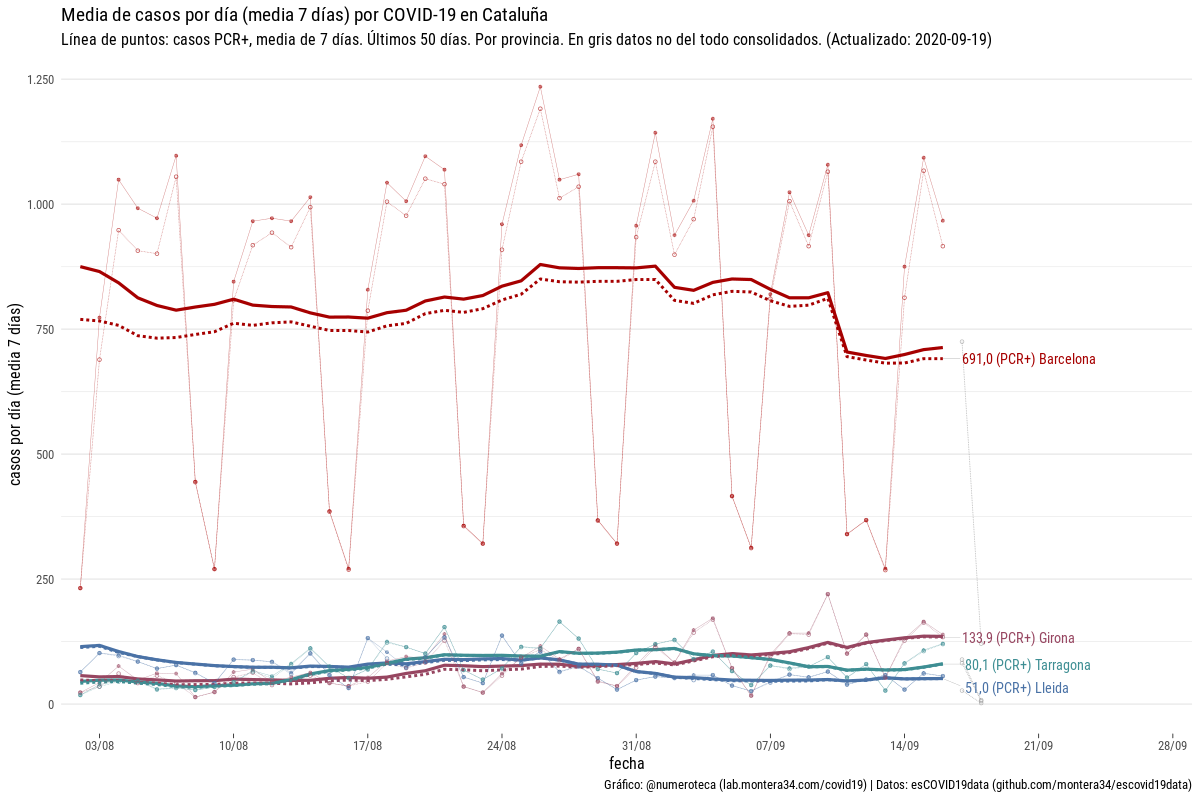 Media de casos por día (media 7 días) por COVID-19 en Cataluña
Línea de puntos: casos PCR+, media de 7 días. Últimos 50 días. Por provincia. En gris datos no del todo consolidados. (Actualizado: 2020-09-19)
casos por día (media 7 días)
1.250
1.000
750
500
250
0
691,0 (PCR+) Barcelona
133,9 (PCR+) Girona
80,1 (PCR+) Tarragona
51,0 (PCR+) Lleida
03/08
10/08
17/08
24/08
31/08
07/09
14/09
21/09
28/09
fecha
Gráfico: @numeroteca (lab.montera34.com/covid19) | Datos: esCOVID19data (github.com/montera34/escovid19data)